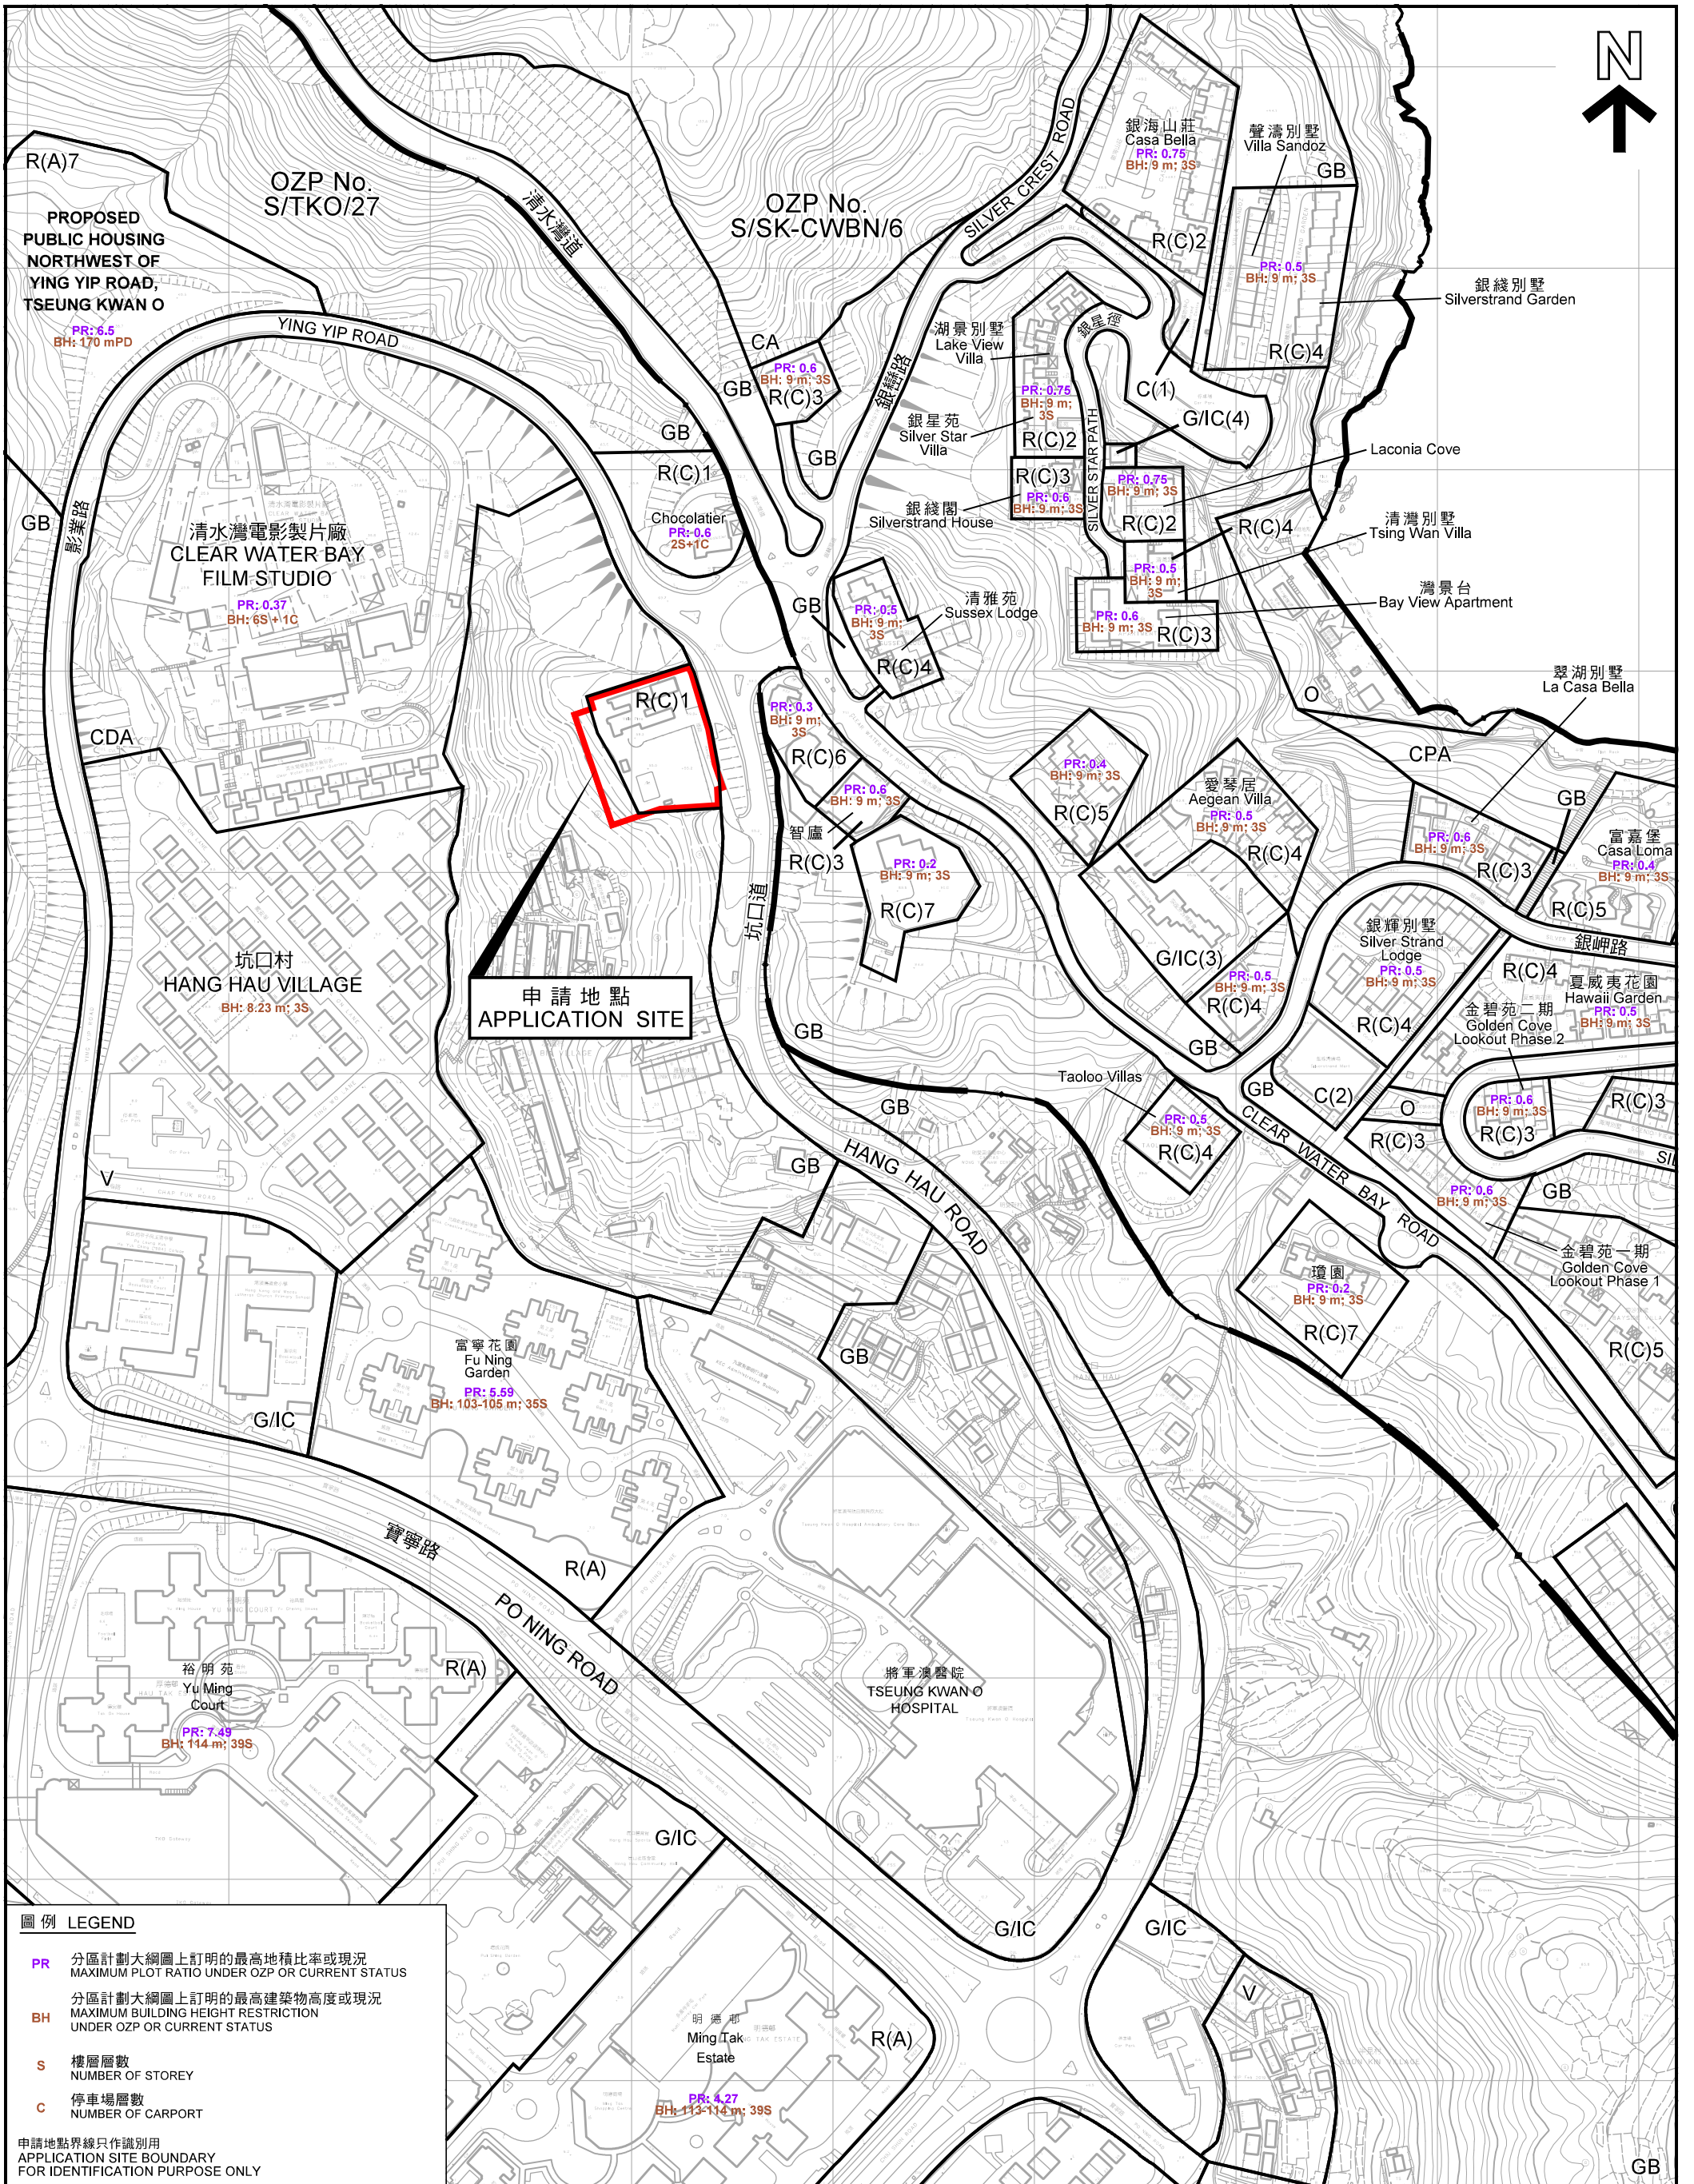 N
R(A)7
OZP No.
S/TKO/27
OZP No.
S/SK-CWBN/6
PROPOSED
PUBLIC HOUSING
NORTHWEST OF
YING YIP ROAD,
TSEUNG KWAN O
PR: 6.5
BH: 170 mPD
清水灣道
YING YIP ROAD
SILVER CREST ROAD
銀海山莊
Casa Bella
PR: 0.75
BH: 9 m; 3S
R(C)2
聲濤別墅
Villa Sandoz
GB
PR: 0.5
BH: 9 m; 3S
銀綫別墅
Silverstrand Garden
R(C)4
CA
PR: 0.6
BH: 9 m; 3S
R(C)3
GB
GB
GB
銀巒路
湖景別墅
Lake View
Villa
銀星徑
PR: 0.75
BH: 9 m;
3S
R(C)2
銀星苑
Silver Star
Villa
C(1)
G/IC(4)
SILVER STAR PATH
Laconia Cove
R(C)3
PR: 0.6
BH: 9 m; 3S
銀綫閣
Silverstrand House
PR: 0.75
BH: 9 m; 3S
R(C)2
R(C)4
清灣別墅
Tsing Wan Villa
PR: 0.5
BH: 9 m;
3S
灣景台
Bay View Apartment
PR: 0.6
BH: 9 m; 3S
R(C)3
R(C)1
Chocolatier
PR: 0.6
2S+1C
GB
影業路
清水灣電影製片廠
CLEAR WATER BAY
FILM STUDIO
PR: 0.37
BH: 6S + 1C
GB
PR: 0.5
BH: 9 m;
3S
清雅苑
Sussex Lodge
R(C)4
R(C)1
PR: 0.3
BH: 9 m;
3S
R(C)6
PR: 0.6
BH: 9 m; 3S
智廬
R(C)3
PR: 0.2
BH: 9 m; 3S
R(C)7
坑口道
O
CPA
翠湖別墅
La Casa Bella
PR: 0.4
BH: 9 m; 3S
R(C)5
愛琴居
Aegean Villa
PR: 0.5
BH: 9 m; 3S
R(C)4
PR: 0.6
BH: 9 m; 3S
R(C)3
GB
富嘉堡
Casa Loma
PR: 0.4
BH: 9 m; 3S
R(C)5
銀岬路
CDA
坑口村
HANG HAU VILLAGE
BH: 8.23 m; 3S
申請地點
APPLICATION SITE
G/IC(3)
PR: 0.5
BH: 9 m; 3S
R(C)4
GB
銀輝別墅
Silver Strand
Lodge
PR: 0.5
BH: 9 m; 3S
R(C)4
R(C)4
夏威夷花園
Hawaii Garden
PR: 0.5
BH: 9 m; 3S
金碧苑二期
Golden Cove
Lookout Phase 2
PR: 0.6
BH: 9 m; 3S
R(C)3
R(C)3
GB
C(2)
O
R(C)3
PR: 0.6
BH: 9 m; 3S
GB
金碧苑一期
Golden Cove
Lookout Phase 1
GB
GB
Taoloo Villas
PR: 0.5
BH: 9 m; 3S
R(C)4
CLEAR WATER BAY ROAD
GB
HANG HAU ROAD
V
瓊園
PR: 0.2
BH: 9 m; 3S
R(C)7
R(C)5
GB
富寧花園
Fu Ning
Garden
PR: 5.59
BH: 103-105 m; 35S
G/IC
R(A)
寶寧路
PO NING ROAD
裕明苑
Yu Ming
Court
PR: 7.49
BH: 114 m; 39S
R(A)
將軍澳醫院
TSEUNG KWAN O
HOSPITAL
G/IC
G/IC
G/IC
V
明德邨
Ming Tak
Estate
PR: 4.27
BH: 113-114 m; 39S
R(A)
GB
圖例 LEGEND
PR 分區計劃大綱圖上訂明的最高地積比率或現況
MAXIMUM PLOT RATIO UNDER OZP OR CURRENT STATUS
BH 分區計劃大綱圖上訂明的最高建築物高度或現況
MAXIMUM BUILDING HEIGHT RESTRICTION
UNDER OZP OR CURRENT STATUS
S 樓層層數
NUMBER OF STOREY
C 停車場層數
NUMBER OF CARPORT
申請地點界線只作識別用
APPLICATION SITE BOUNDARY
FOR IDENTIFICATION PURPOSE ONLY